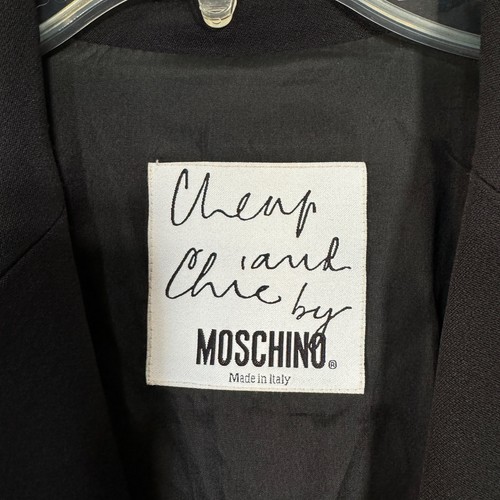 Cheap
and
Chic by
MOSCHINO®
Made in Italy